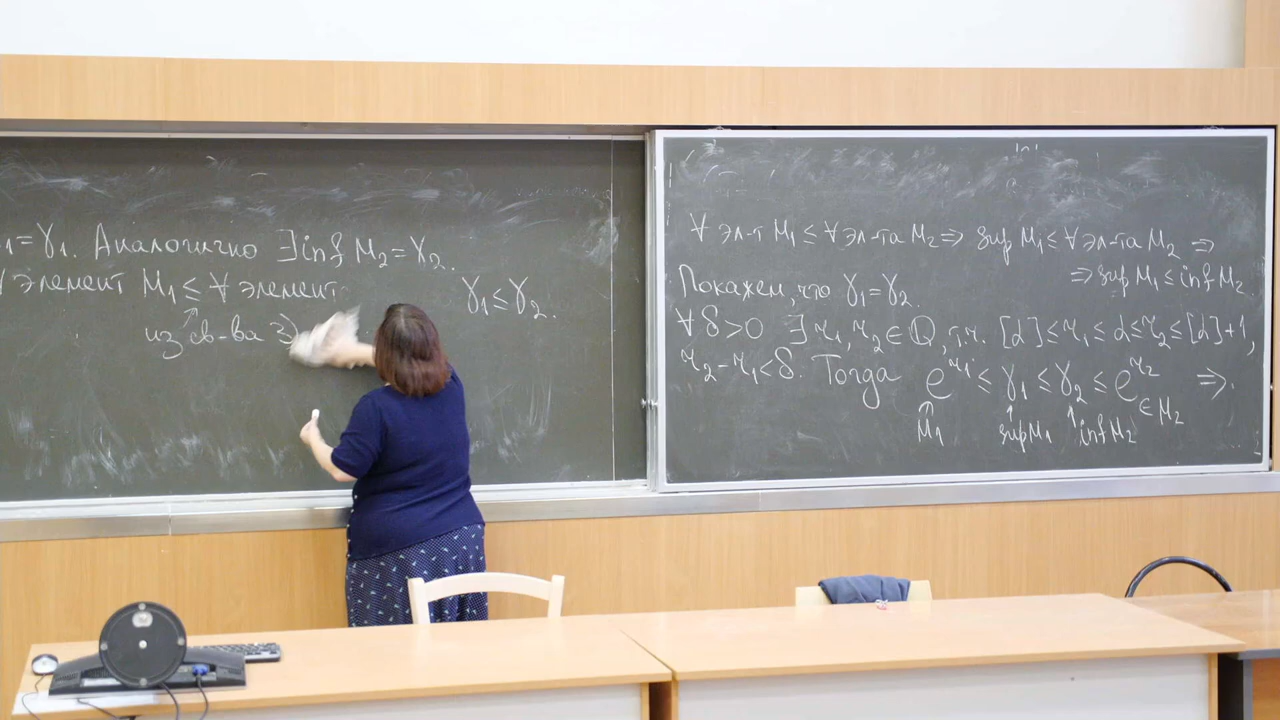 ₁=γ₁. Аналогично ∃ inf M₂=γ₂.
∀ элемент M₁ ≤ ∀ элемент
γ₁≤γ₂.
из св-ва 3)
∀ эл-т M₁ ≤ ∀ эл-та M₂ ⇒ sup M₁ ≤ ∀ эл-та M₂ ⇒
⇒ sup M₁ ≤ inf M₂
Покажем, что γ₁=γ₂.
∀ δ>0 ∃ r₁, r₂ ∈ ℚ, т.ч. [α]≤r₁≤α≤r₂≤[α]+1,
r₂-r₁<δ. Тогда e^{r₁} ≤ γ₁ ≤ γ₂ ≤ e^{r₂} ⇒
∈ M₂
M₁ sup M₁ inf M₂